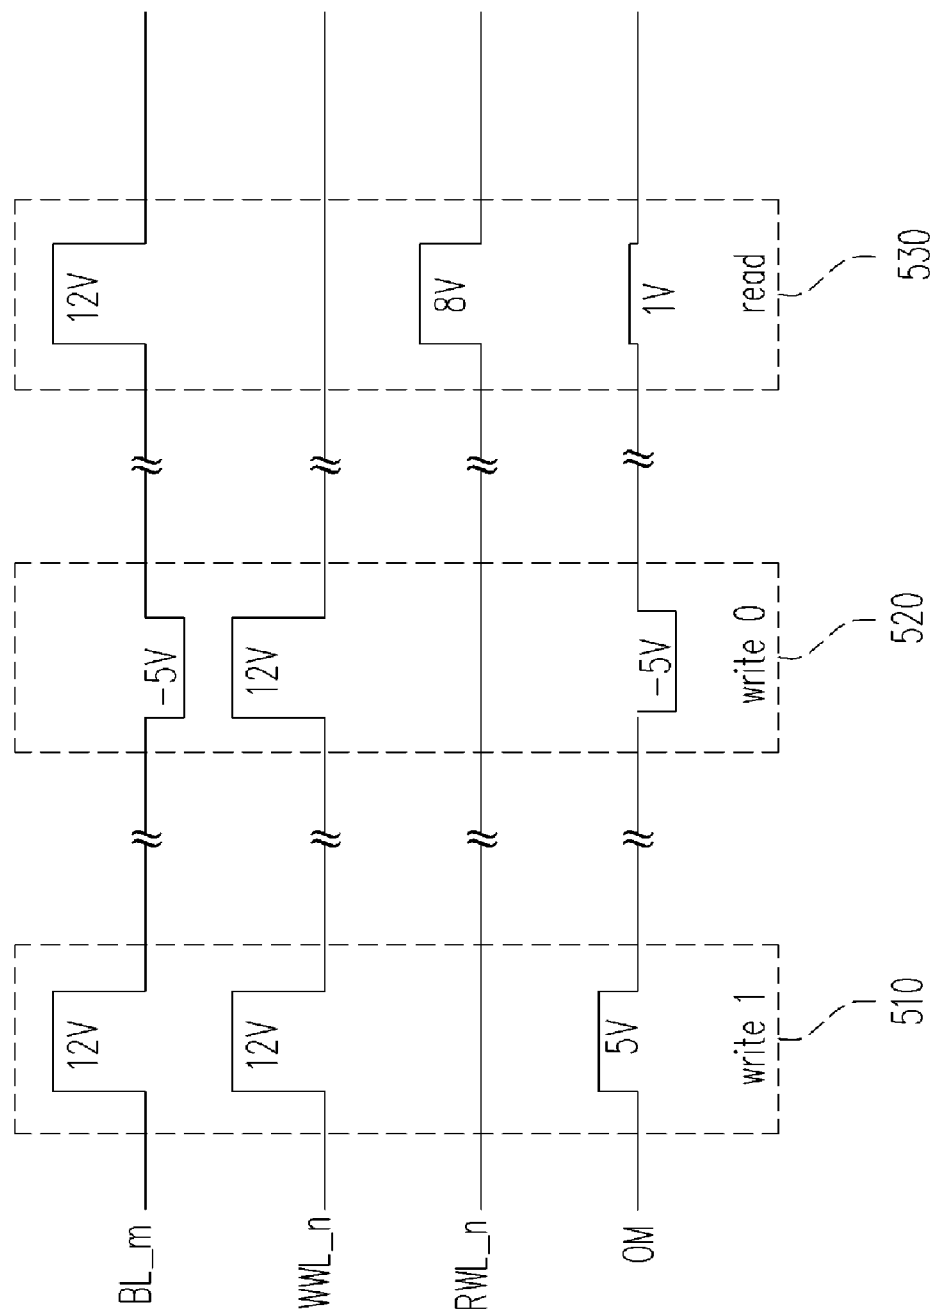 BL_m
12V
-5V
12V
WWL_n
12V
12V
RWL_n
8V
OM
5V
-5V
1V
write 1
write 0
read
510
520
530